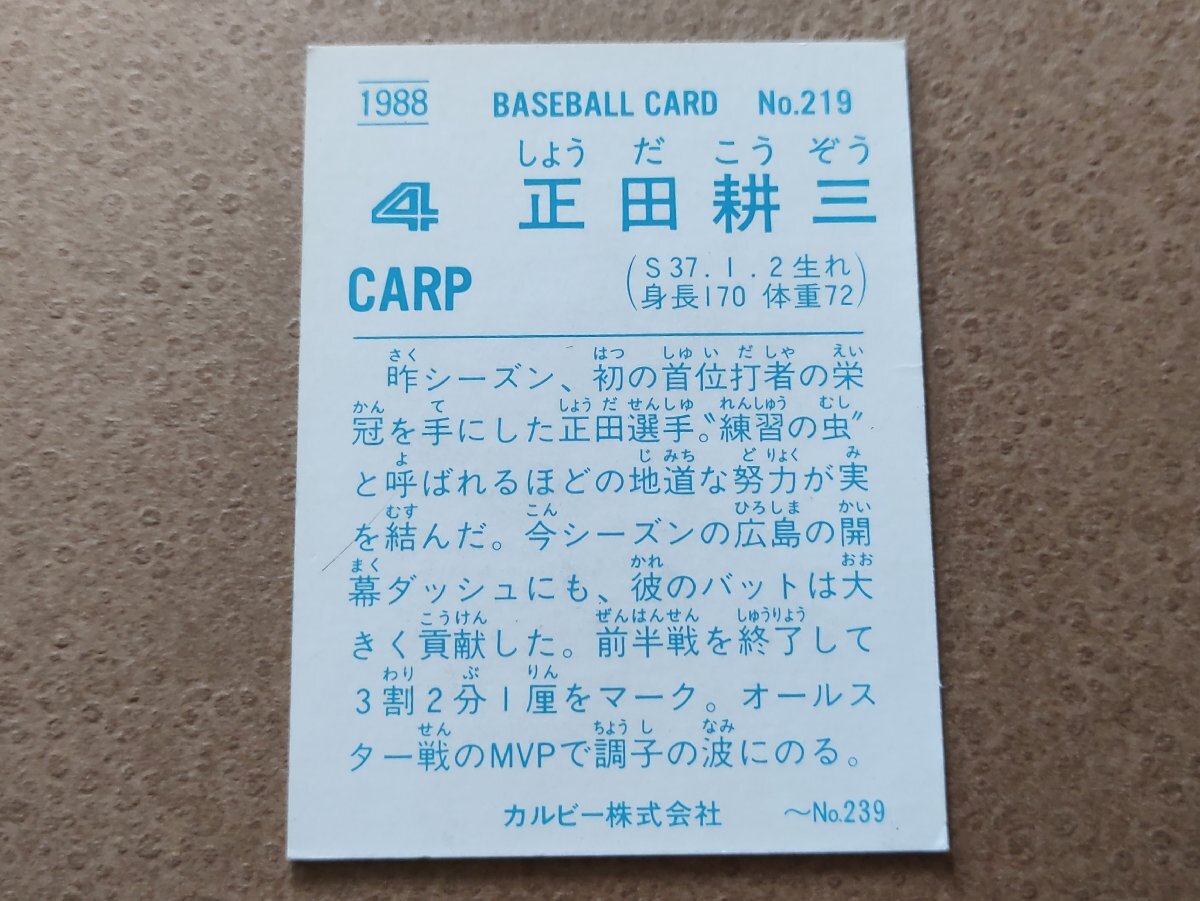 1988 BASEBALL CARD No.219
しょう だ こう ぞう
4 正田耕三
CARP
(S37.1.2生れ
身長170 体重72)
さく はつ しゅ い だ しゃ えい
昨シーズン、初の首位打者の栄
かん て しょう だ せんしゅ れんしゅう むし
冠を手にした正田選手。〝練習の虫〟
よ じ みち ど りょく み
と呼ばれるほどの地道な努力が実
むす こん ひろしま かい
を結んだ。今シーズンの広島の開
まく かれ おお
幕ダッシュにも、彼のバットは大
こうけん ぜんはんせん しゅうりょう
きく貢献した。前半戦を終了して
わり ぶ りん
3割2分1厘をマーク。オールス
せん ちょう し なみ
ター戦のMVPで調子の波にのる。
カルビー株式会社 〜No.239